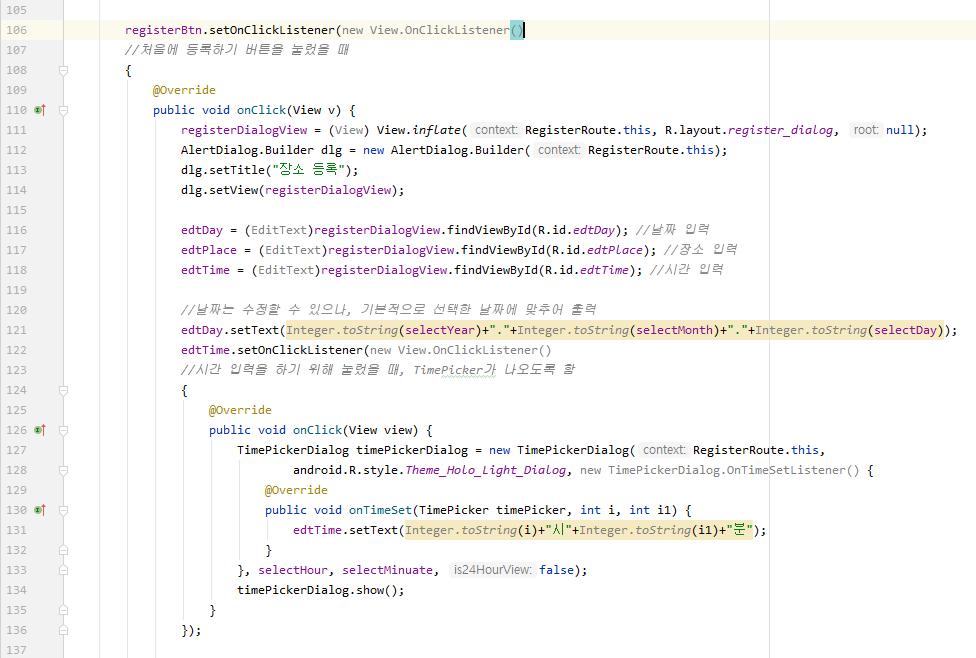 105
106 registerBtn.setOnClickListener(new View.OnClickListener()
107 //처음에 등록하기 버튼을 눌렀을 때
108 {
109 @Override
110 public void onClick(View v) {
111 registerDialogView = (View) View.inflate( context: RegisterRoute.this, R.layout.register_dialog, root: null);
112 AlertDialog.Builder dlg = new AlertDialog.Builder( context: RegisterRoute.this);
113 dlg.setTitle("장소 등록");
114 dlg.setView(registerDialogView);
115
116 edtDay = (EditText)registerDialogView.findViewById(R.id.edtDay); //날짜 입력
117 edtPlace = (EditText)registerDialogView.findViewById(R.id.edtPlace); //장소 입력
118 edtTime = (EditText)registerDialogView.findViewById(R.id.edtTime); //시간 입력
119
120 //날짜는 수정할 수 있으나, 기본적으로 선택한 날짜에 맞추어 출력
121 edtDay.setText(Integer.toString(selectYear)+"."+Integer.toString(selectMonth)+"."+Integer.toString(selectDay));
122 edtTime.setOnClickListener(new View.OnClickListener()
123 //시간 입력을 하기 위해 눌렀을 때, TimePicker가 나오도록 함
124 {
125 @Override
126 public void onClick(View view) {
127 TimePickerDialog timePickerDialog = new TimePickerDialog( context: RegisterRoute.this,
128 android.R.style.Theme_Holo_Light_Dialog, new TimePickerDialog.OnTimeSetListener() {
129 @Override
130 public void onTimeSet(TimePicker timePicker, int i, int i1) {
131 edtTime.setText(Integer.toString(i)+"시"+Integer.toString(i1)+"분");
132 }
133 }, selectHour, selectMinuate, is24HourView: false);
134 timePickerDialog.show();
135 }
136 });
137